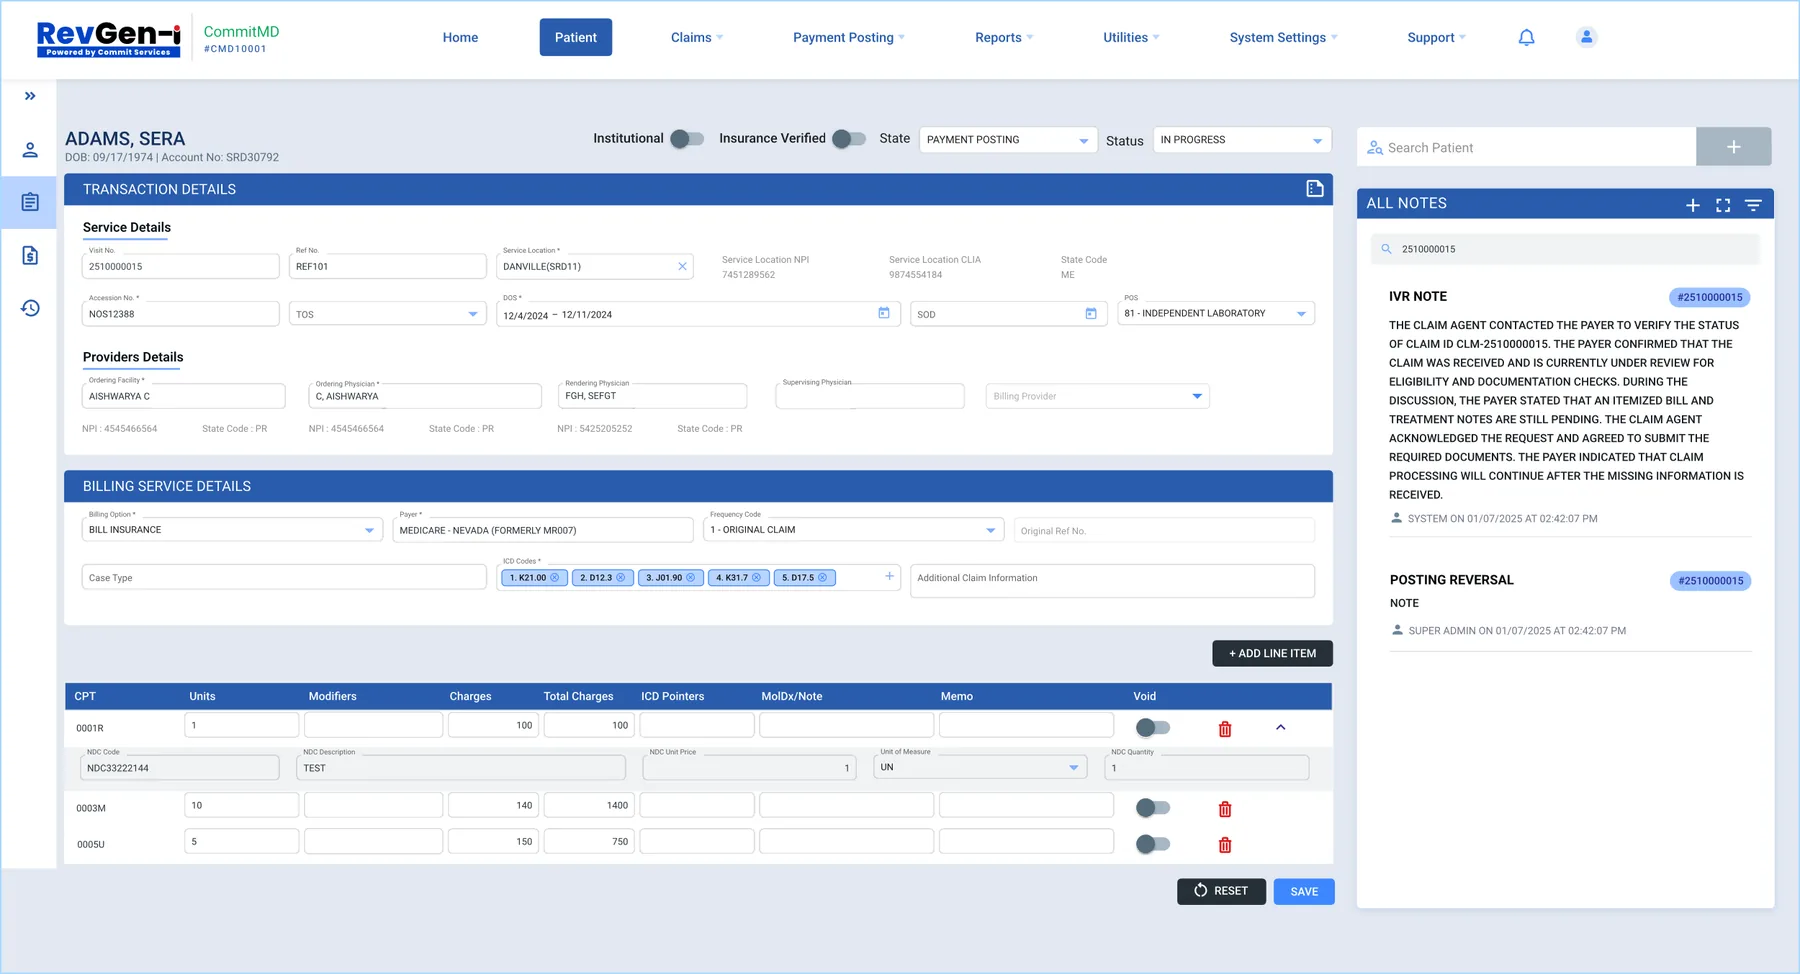 RevGen-i
Powered by Commit Services
CommitMD
#CMD10001
Home
Patient
Claims
Payment Posting
Reports
Utilities
System Settings
Support
ADAMS, SERA
DOB: 09/17/1974 | Account No: SRD30792
Institutional
Insurance Verified
State
PAYMENT POSTING
Status
IN PROGRESS
Search Patient
+
TRANSACTION DETAILS
Service Details
Visit No.
2510000015
Ref No.
REF101
Service Location *
DANVILLE(SRD11)
Service Location NPI
7451289562
Service Location CLIA
9874554184
State Code
ME
Accession No. *
NOS12388
TOS
DOS *
12/4/2024 – 12/11/2024
SOD
POS
81 - INDEPENDENT LABORATORY
Providers Details
Ordering Facility *
AISHWARYA C
NPI : 4545466564 State Code : PR
Ordering Physician *
C, AISHWARYA
NPI : 4545466564 State Code : PR
Rendering Physician
FGH, SEFGT
NPI : 5425205252 State Code : PR
Supervising Physician
Billing Provider
BILLING SERVICE DETAILS
Billing Option *
BILL INSURANCE
Payer *
MEDICARE - NEVADA (FORMERLY MR007)
Frequency Code
1 - ORIGINAL CLAIM
Original Ref No.
Case Type
ICD Codes *
1. K21.00 2. D12.3 3. J01.90 4. K31.7 5. D17.5
Additional Claim Information
+ ADD LINE ITEM
CPT Units Modifiers Charges Total Charges ICD Pointers MolDx/Note Memo Void
0001R 1 100 100
NDC Code
NDC33222144
NDC Description
TEST
NDC Unit Price
1
Unit of Measure
UN
NDC Quantity
1
0003M 10 140 1400
0005U 5 150 750
RESET
SAVE
ALL NOTES
2510000015
IVR NOTE
#2510000015
THE CLAIM AGENT CONTACTED THE PAYER TO VERIFY THE STATUS
OF CLAIM ID CLM-2510000015. THE PAYER CONFIRMED THAT THE
CLAIM WAS RECEIVED AND IS CURRENTLY UNDER REVIEW FOR
ELIGIBILITY AND DOCUMENTATION CHECKS. DURING THE
DISCUSSION, THE PAYER STATED THAT AN ITEMIZED BILL AND
TREATMENT NOTES ARE STILL PENDING. THE CLAIM AGENT
ACKNOWLEDGED THE REQUEST AND AGREED TO SUBMIT THE
REQUIRED DOCUMENTS. THE PAYER INDICATED THAT CLAIM
PROCESSING WILL CONTINUE AFTER THE MISSING INFORMATION IS
RECEIVED.
SYSTEM ON 01/07/2025 AT 02:42:07 PM
POSTING REVERSAL
#2510000015
NOTE
SUPER ADMIN ON 01/07/2025 AT 02:42:07 PM